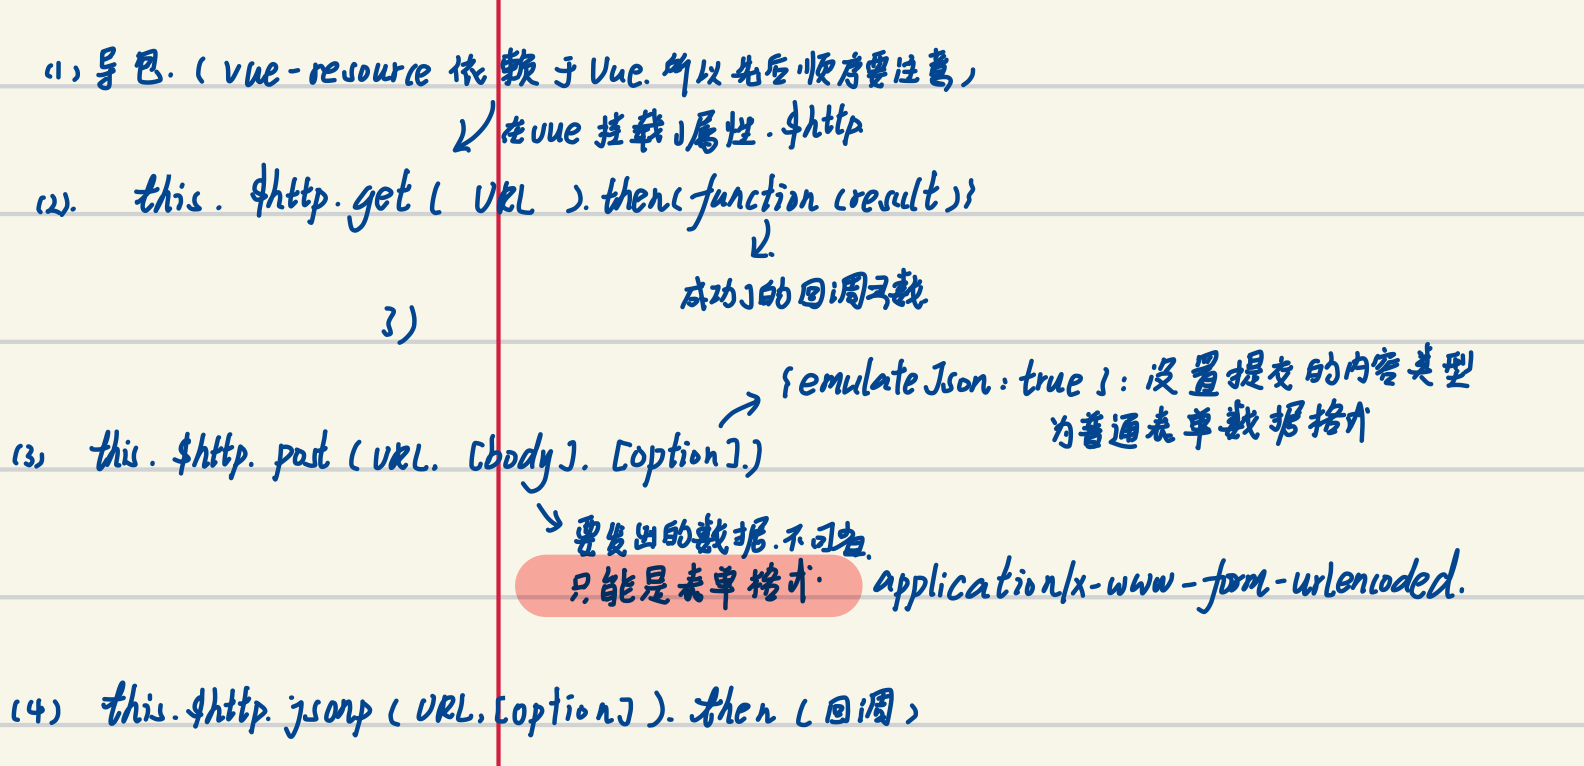 (1) 导包.(vue-resource 依赖于Vue.所以先后顺序要注意)
在vue 挂载了属性.$http
(2). this.$http.get( URL ).then(function(result){
成功的回调函数
})
{emulateJson:true}:设置提交的内容类型
为普通表单数据格式
(3) this.$http.post(URL.[body].[option].)
要发出的数据.不可省.
只能是表单格式. application/x-www-form-urlencoded.
(4) this.$http.jsonp(URL,[option]).then(回调)